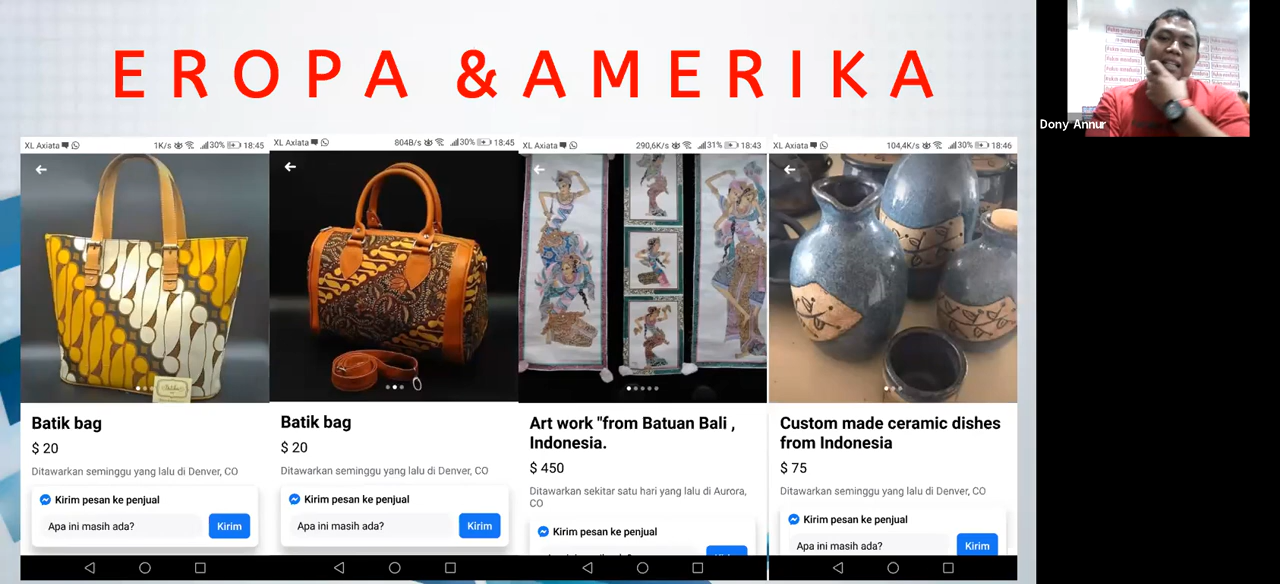 EROPA & AMERIKA
Dony Annur
XL Axiata
1K/s
30%
18:45
XL Axiata
804B/s
30%
18:45
XL Axiata
290,6K/s
31%
18:43
XL Axiata
104,4K/s
30%
18:46
Batik bag
$ 20
Ditawarkan seminggu yang lalu di Denver, CO
Kirim pesan ke penjual
Apa ini masih ada?
Kirim
Batik bag
$ 20
Ditawarkan seminggu yang lalu di Denver, CO
Kirim pesan ke penjual
Apa ini masih ada?
Kirim
Art work "from Batuan Bali ,
Indonesia.
$ 450
Ditawarkan sekitar satu hari yang lalu di Aurora,
CO
Kirim pesan ke penjual
Custom made ceramic dishes
from Indonesia
$ 75
Ditawarkan seminggu yang lalu di Denver, CO
Kirim pesan ke penjual
Apa ini masih ada?
Kirim